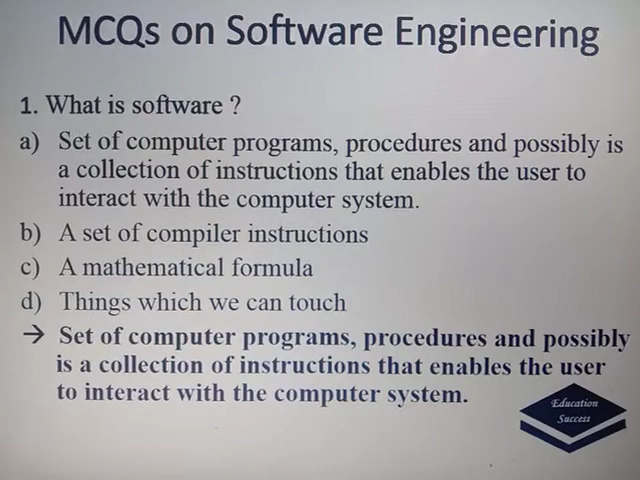 MCQs on Software Engineering
1. What is software ?
a) Set of computer programs, procedures and possibly is
a collection of instructions that enables the user to
interact with the computer system.
b) A set of compiler instructions
c) A mathematical formula
d) Things which we can touch
→ Set of computer programs, procedures and possibly
is a collection of instructions that enables the user
to interact with the computer system.
Education
Success